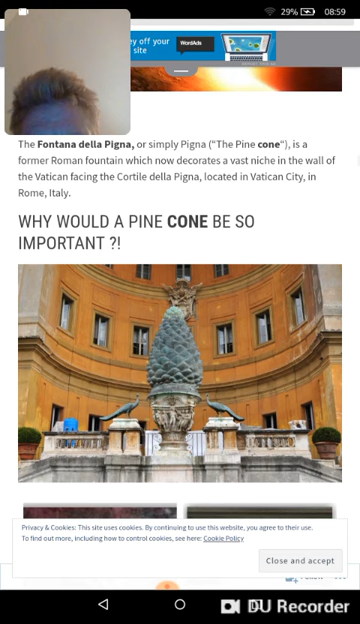 29% 08:59
ey off your
site
WordAds
The Fontana della Pigna, or simply Pigna (“The Pine cone“), is a
former Roman fountain which now decorates a vast niche in the wall of
the Vatican facing the Cortile della Pigna, located in Vatican City, in
Rome, Italy.
WHY WOULD A PINE CONE BE SO
IMPORTANT ?!
Privacy & Cookies: This site uses cookies. By continuing to use this website, you agree to their use.
To find out more, including how to control cookies, see here: Cookie Policy
Close and accept
DU Recorder